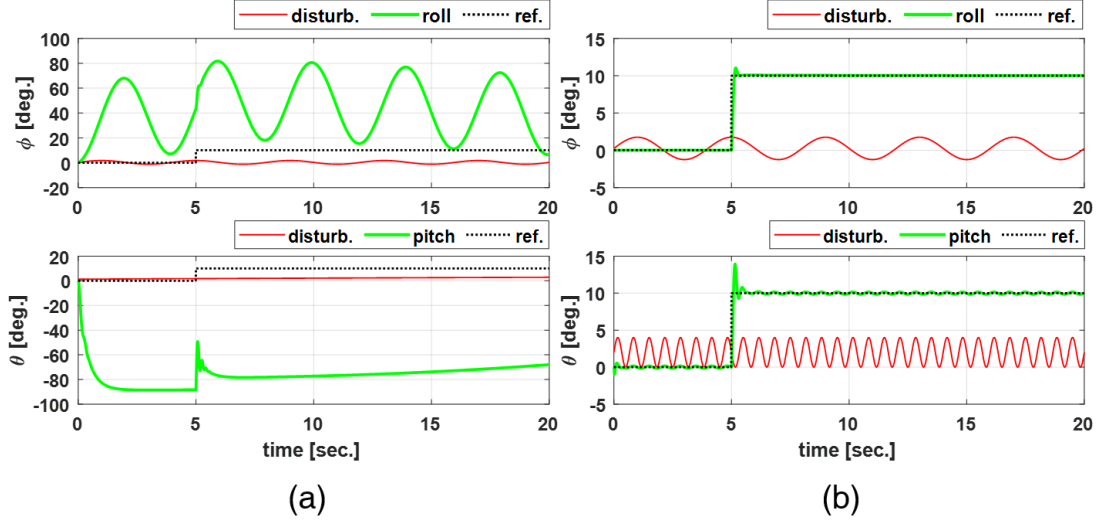 disturb. roll ref.
100
80
60
40
20
0
-20
ϕ [deg.]
0 5 10 15 20
disturb. pitch ref.
20
0
-20
-40
-60
-80
-100
θ [deg.]
0 5 10 15 20
time [sec.]
(a)
disturb. roll ref.
15
10
5
0
-5
ϕ [deg.]
0 5 10 15 20
disturb. pitch ref.
15
10
5
0
-5
θ [deg.]
0 5 10 15 20
time [sec.]
(b)